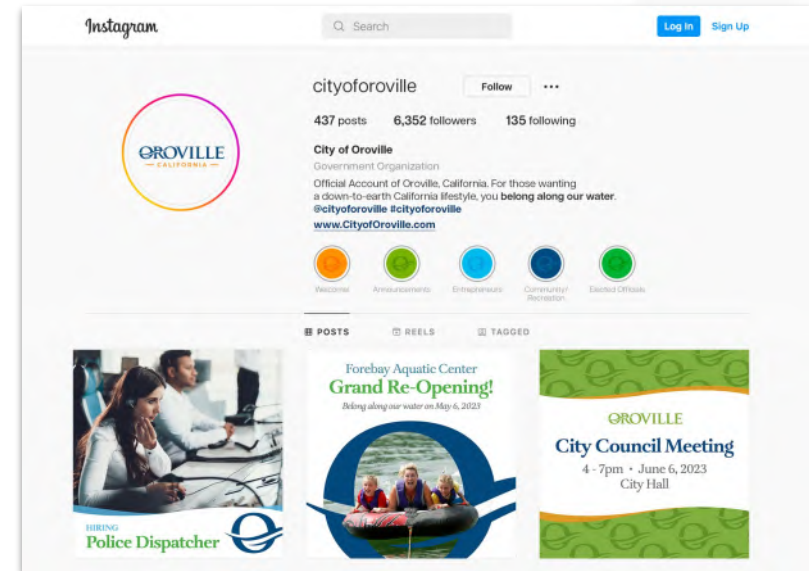 Instagram
Search
Log In
Sign Up
cityoforoville
Follow
437 posts 6,352 followers 135 following
City of Oroville
Government Organization
Official Account of Oroville, California. For those wanting
a down-to-earth California lifestyle, you belong along our water.
@cityoforoville #cityoforoville
www.CityofOroville.com
OROVILLE
CALIFORNIA
Welcome
Announcements
Entrepreneurs
Community/
Recreation
Elected Officials
POSTS
REELS
TAGGED
HIRING
Police Dispatcher
Forebay Aquatic Center
Grand Re-Opening!
Belong along our water on May 6, 2023
OROVILLE
City Council Meeting
4 - 7pm • June 6, 2023
City Hall